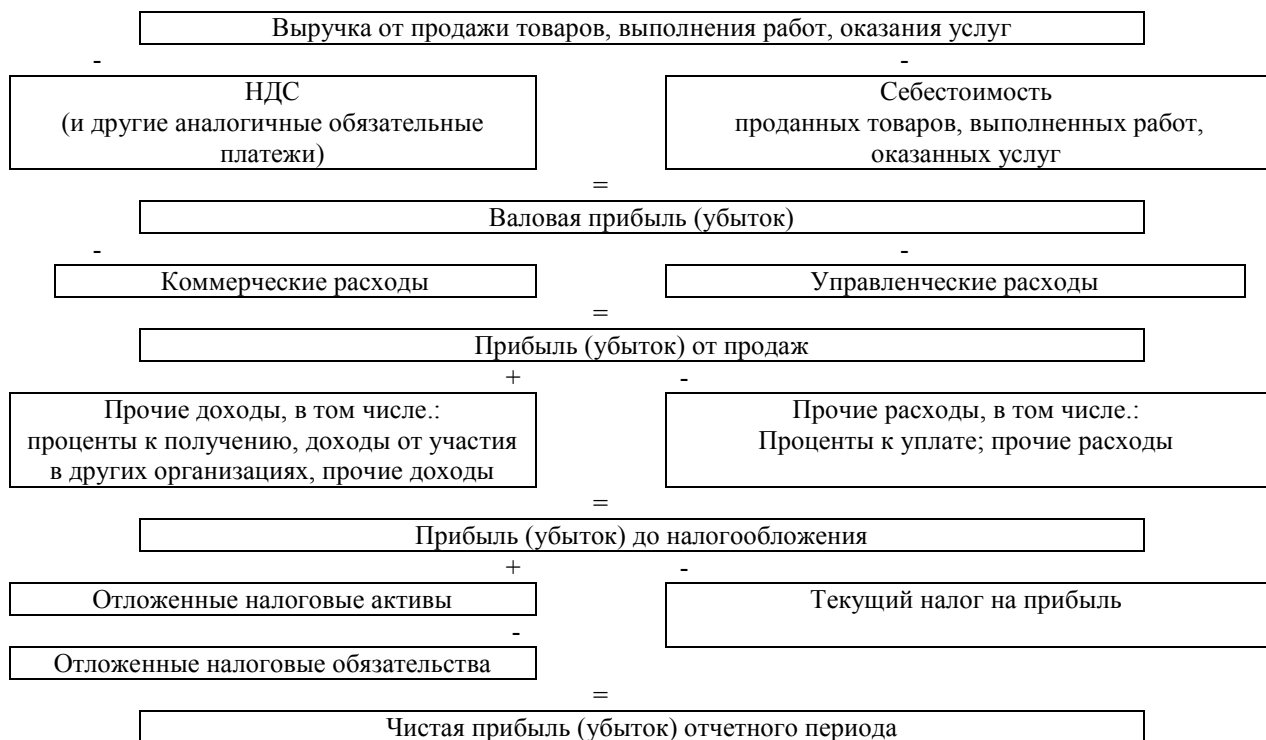 Выручка от продажи товаров, выполнения работ, оказания услуг
- -
НДС
(и другие аналогичные обязательные
платежи)
Себестоимость
проданных товаров, выполненных работ,
оказанных услуг
=
Валовая прибыль (убыток)
- -
Коммерческие расходы
Управленческие расходы
=
Прибыль (убыток) от продаж
+ -
Прочие доходы, в том числе.:
проценты к получению, доходы от участия
в других организациях, прочие доходы
Прочие расходы, в том числе.:
Проценты к уплате; прочие расходы
=
Прибыль (убыток) до налогообложения
+ -
Отложенные налоговые активы
Текущий налог на прибыль
-
Отложенные налоговые обязательства
=
Чистая прибыль (убыток) отчетного периода